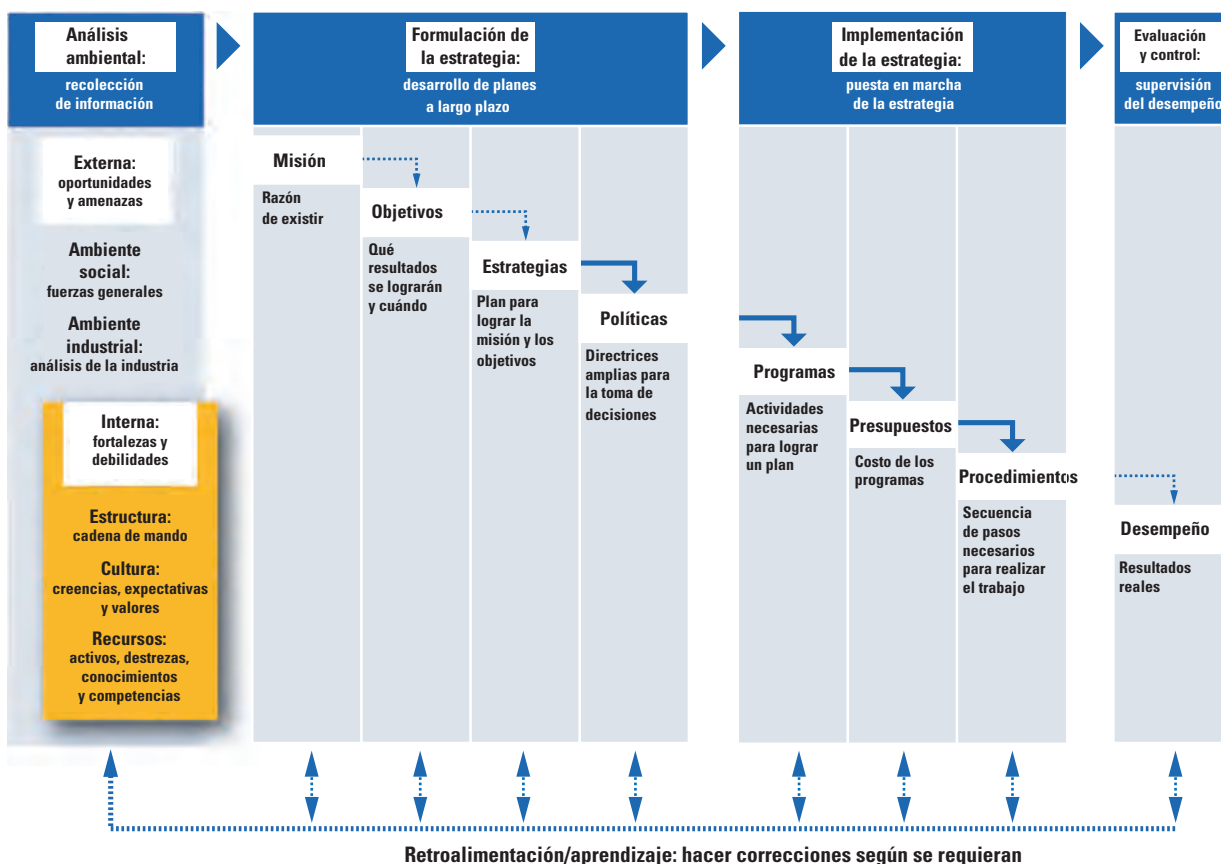 Análisis
ambiental:
recolección
de información
Formulación de
la estrategia:
desarrollo de planes
a largo plazo
Implementación
de la estrategia:
puesta en marcha
de la estrategia
Evaluación
y control:
supervisión
del desempeño
Externa:
oportunidades
y amenazas
Ambiente
social:
fuerzas generales
Ambiente
industrial:
análisis de la industria
Interna:
fortalezas y
debilidades
Estructura:
cadena de mando
Cultura:
creencias, expectativas
y valores
Recursos:
activos, destrezas,
conocimientos
y competencias
Misión
Razón
de existir
Objetivos
Qué
resultados
se lograrán
y cuándo
Estrategias
Plan para
lograr la
misión y los
objetivos
Políticas
Directrices
amplias para
la toma de
decisiones
Programas
Actividades
necesarias
para lograr
un plan
Presupuestos
Costo de los
programas
Procedimientos
Secuencia
de pasos
necesarios
para realizar
el trabajo
Desempeño
Resultados
reales
Retroalimentación/aprendizaje: hacer correcciones según se requieran